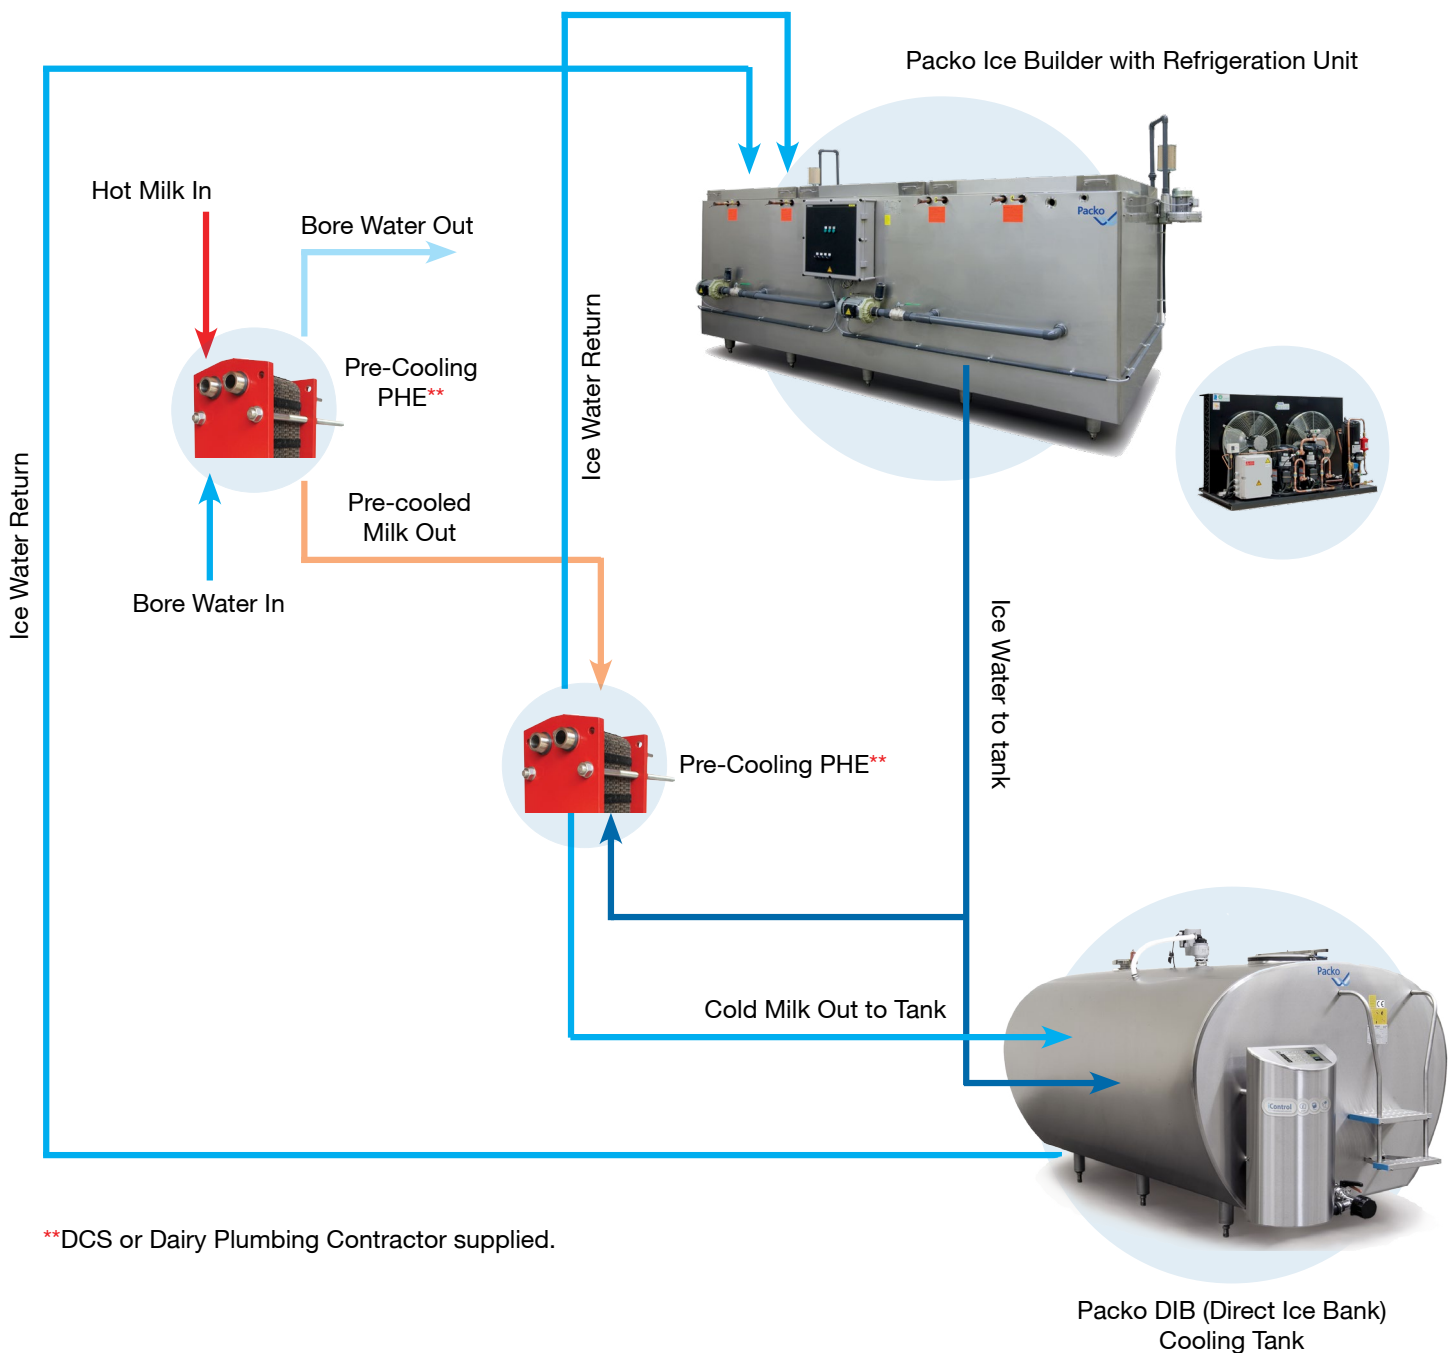 Packo Ice Builder with Refrigeration Unit
Hot Milk In
Bore Water Out
Packo
Pre-Cooling
PHE**
Ice Water Return
Ice Water Return
Pre-cooled
Milk Out
Bore Water In
Ice Water to tank
Pre-Cooling PHE**
Packo
Cold Milk Out to Tank
iControl
**DCS or Dairy Plumbing Contractor supplied.
Packo DIB (Direct Ice Bank)
Cooling Tank